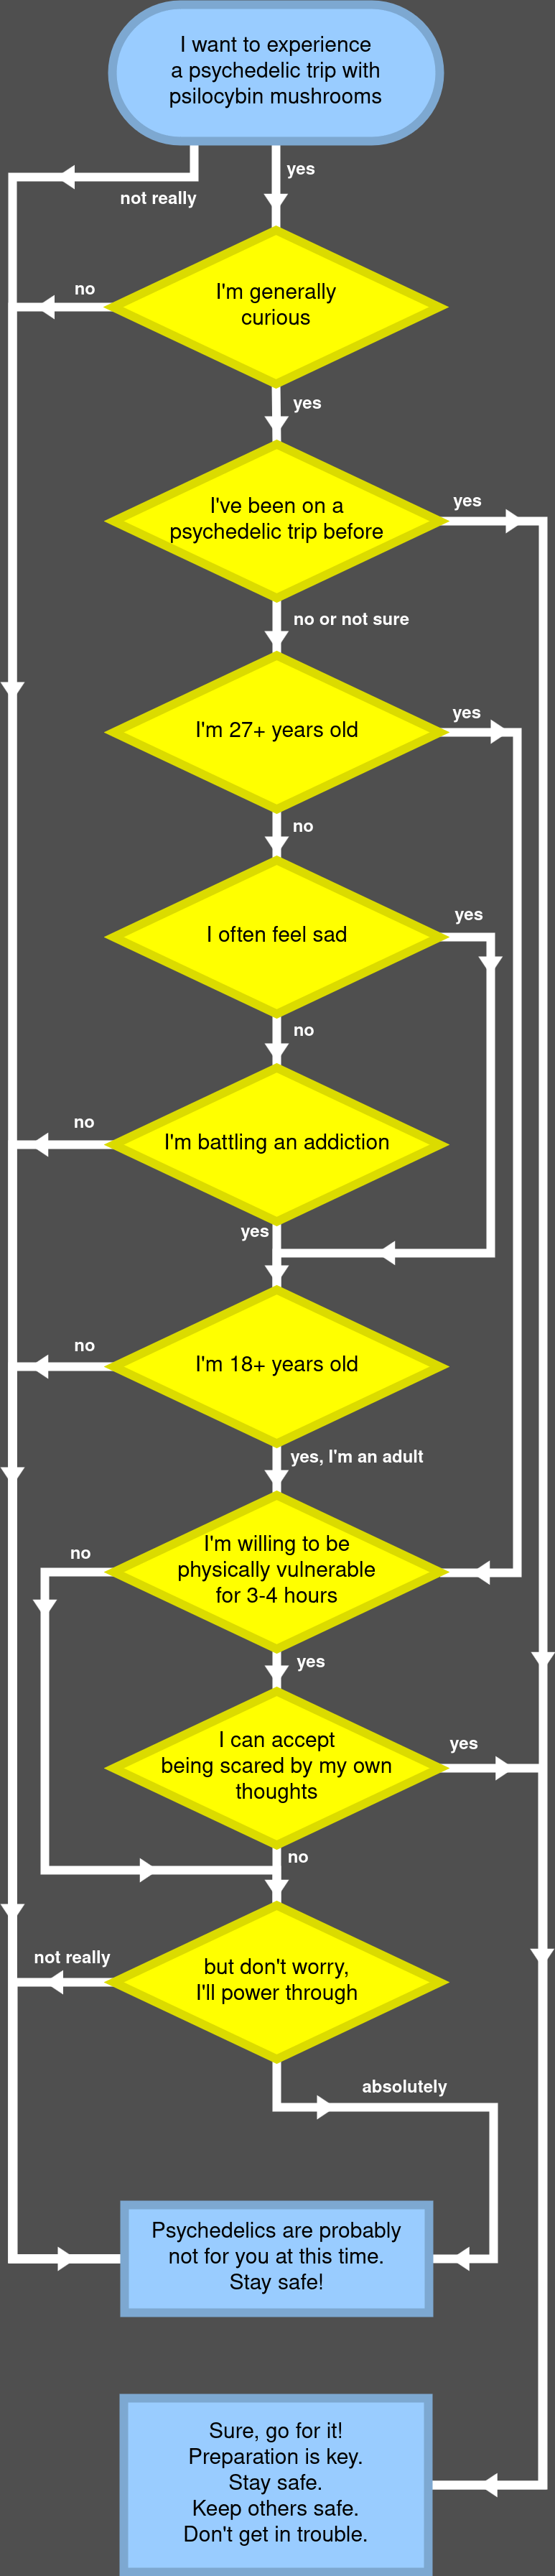 I want to experience
a psychedelic trip with
psilocybin mushrooms
yes
not really
no
I'm generally
curious
yes
I've been on a
psychedelic trip before
yes
no or not sure
I'm 27+ years old
yes
no
I often feel sad
yes
no
I'm battling an addiction
no
yes
I'm 18+ years old
no
yes, I'm an adult
I'm willing to be
physically vulnerable
for 3-4 hours
no
yes
I can accept
being scared by my own
thoughts
yes
no
but don't worry,
I'll power through
not really
absolutely
Psychedelics are probably
not for you at this time.
Stay safe!
Sure, go for it!
Preparation is key.
Stay safe.
Keep others safe.
Don't get in trouble.